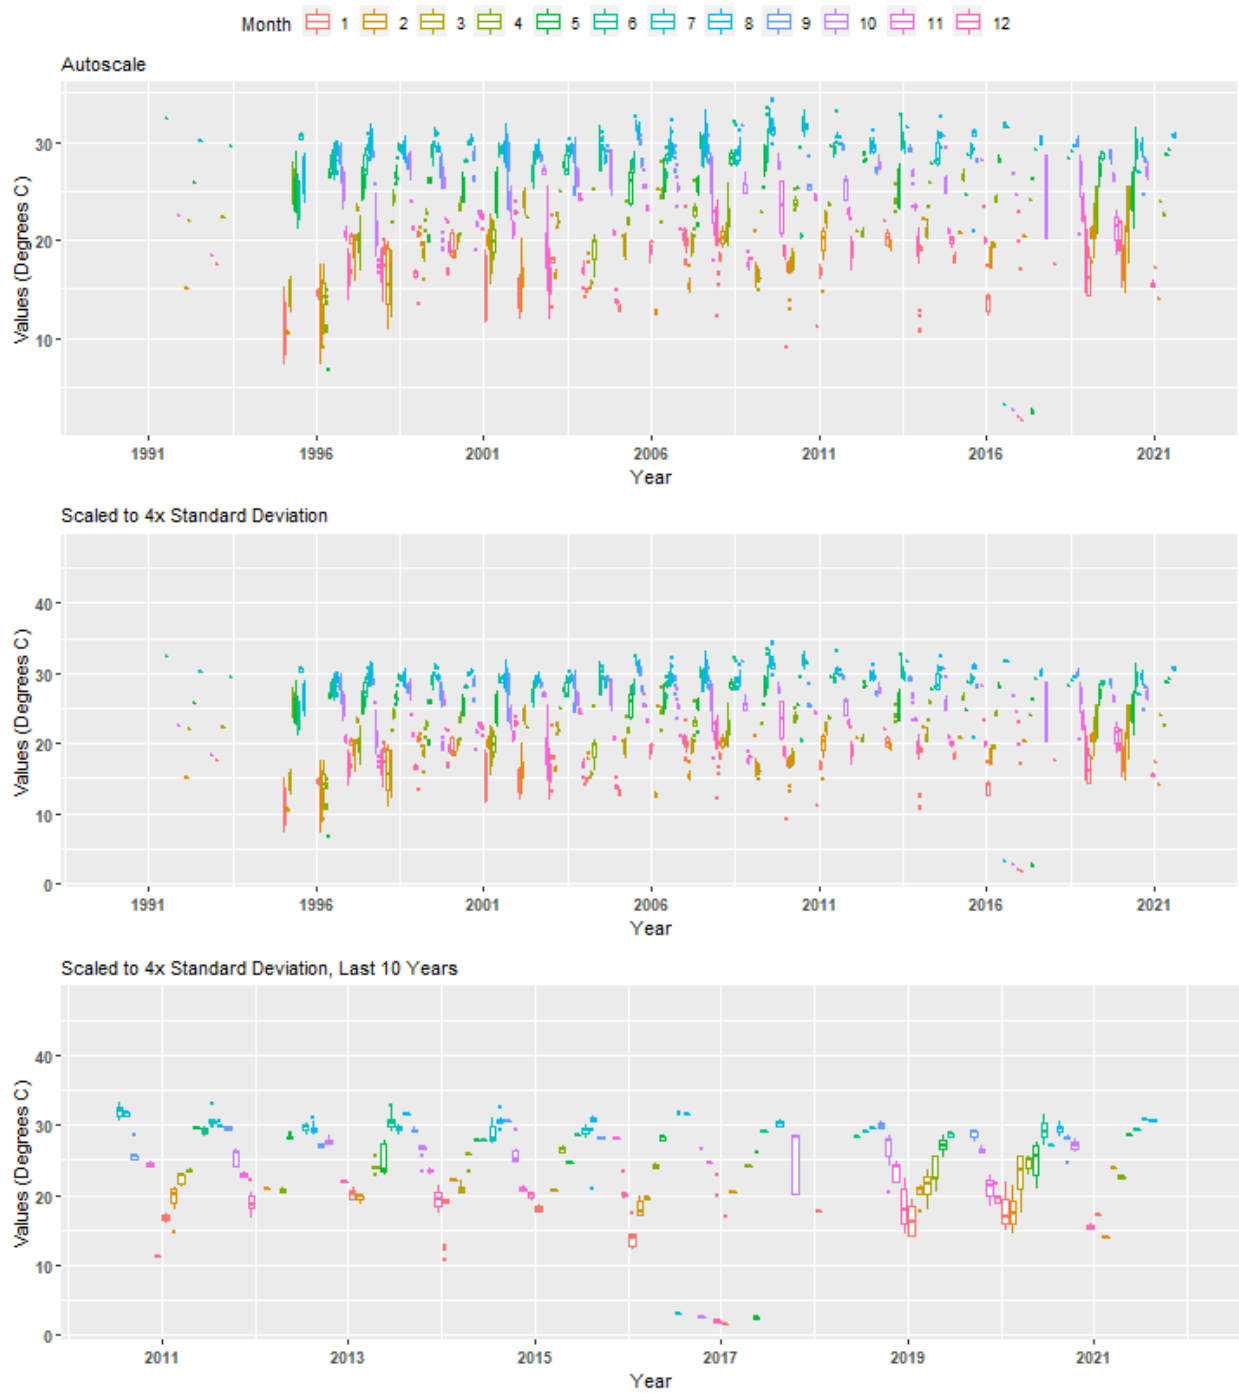 Month 1 2 3 4 5 6 7 8 9 10 11 12
Autoscale
Values (Degrees C)
30
20
10
1991 1996 2001 2006 2011 2016 2021
Year
Scaled to 4x Standard Deviation
Values (Degrees C)
40
30
20
10
0
1991 1996 2001 2006 2011 2016 2021
Year
Scaled to 4x Standard Deviation, Last 10 Years
Values (Degrees C)
40
30
20
10
0
2011 2013 2015 2017 2019 2021
Year